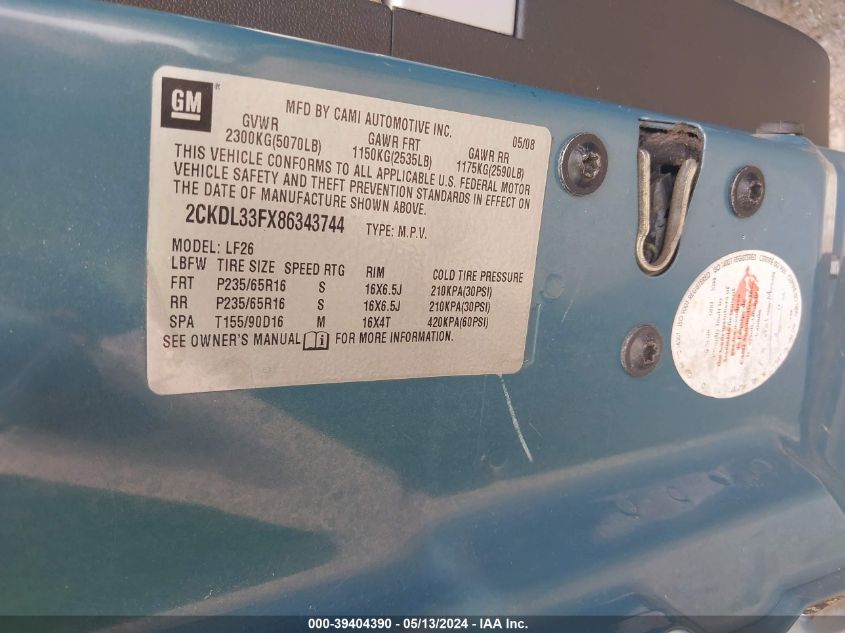 GM
MFD BY CAMI AUTOMOTIVE INC.
GVWR GAWR FRT GAWR RR 05/08
2300KG(5070LB) 1150KG(2535LB) 1175KG(2590LB)
THIS VEHICLE CONFORMS TO ALL APPLICABLE U.S. FEDERAL MOTOR
VEHICLE SAFETY AND THEFT PREVENTION STANDARDS IN EFFECT ON
THE DATE OF MANUFACTURE SHOWN ABOVE.
2CKDL33FX86343744 TYPE: M.P.V.
MODEL: LF26
LBFW TIRE SIZE SPEED RTG RIM COLD TIRE PRESSURE
FRT P235/65R16 S 16X6.5J 210KPA(30PSI)
RR P235/65R16 S 16X6.5J 210KPA(30PSI)
SPA T155/90D16 M 16X4T 420KPA(60PSI)
SEE OWNER'S MANUAL FOR MORE INFORMATION.
000-39404390 - 05/13/2024 - IAA Inc.